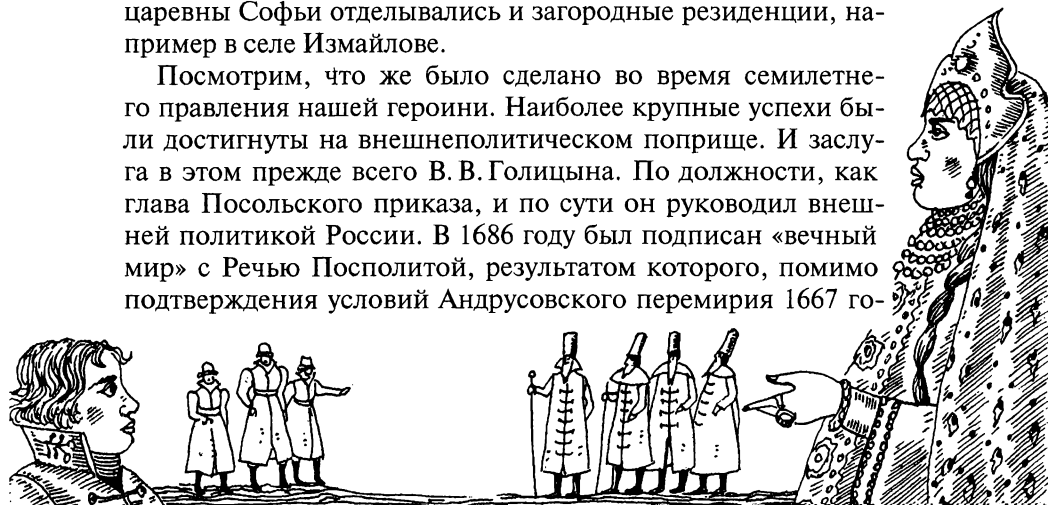 царевны Софьи отделывались и загородные резиденции, на-
пример в селе Измайлове.
Посмотрим, что же было сделано во время семилетне-
го правления нашей героини. Наиболее крупные успехи бы-
ли достигнуты на внешнеполитическом поприще. И заслу-
га в этом прежде всего В. В. Голицына. По должности, как
глава Посольского приказа, и по сути он руководил внеш-
ней политикой России. В 1686 году был подписан «вечный
мир» с Речью Посполитой, результатом которого, помимо
подтверждения условий Андрусовского перемирия 1667 го-